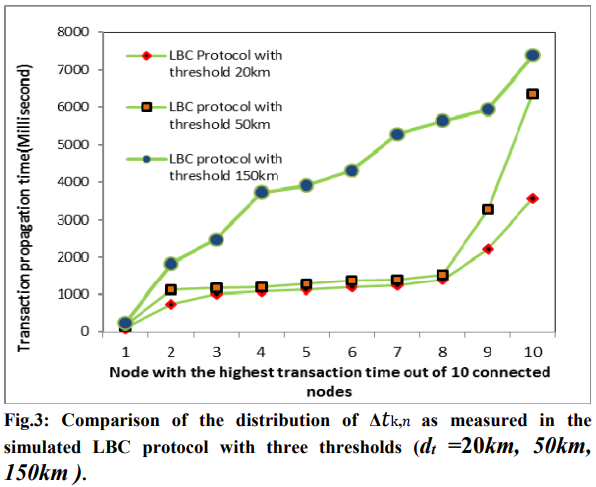 8000
7000
6000
5000
4000
3000
2000
1000
0
Transaction propagation time(Millisecond)
LBC Protocol with
threshold 20km
LBC protocol with
threshold 50km
LBC protocol with
threshold 150km
1 2 3 4 5 6 7 8 9 10
Node with the highest transaction time out of 10 connected
nodes
Fig.3: Comparison of the distribution of Δtk,n as measured in the
simulated LBC protocol with three thresholds (dt =20km, 50km,
150km ).